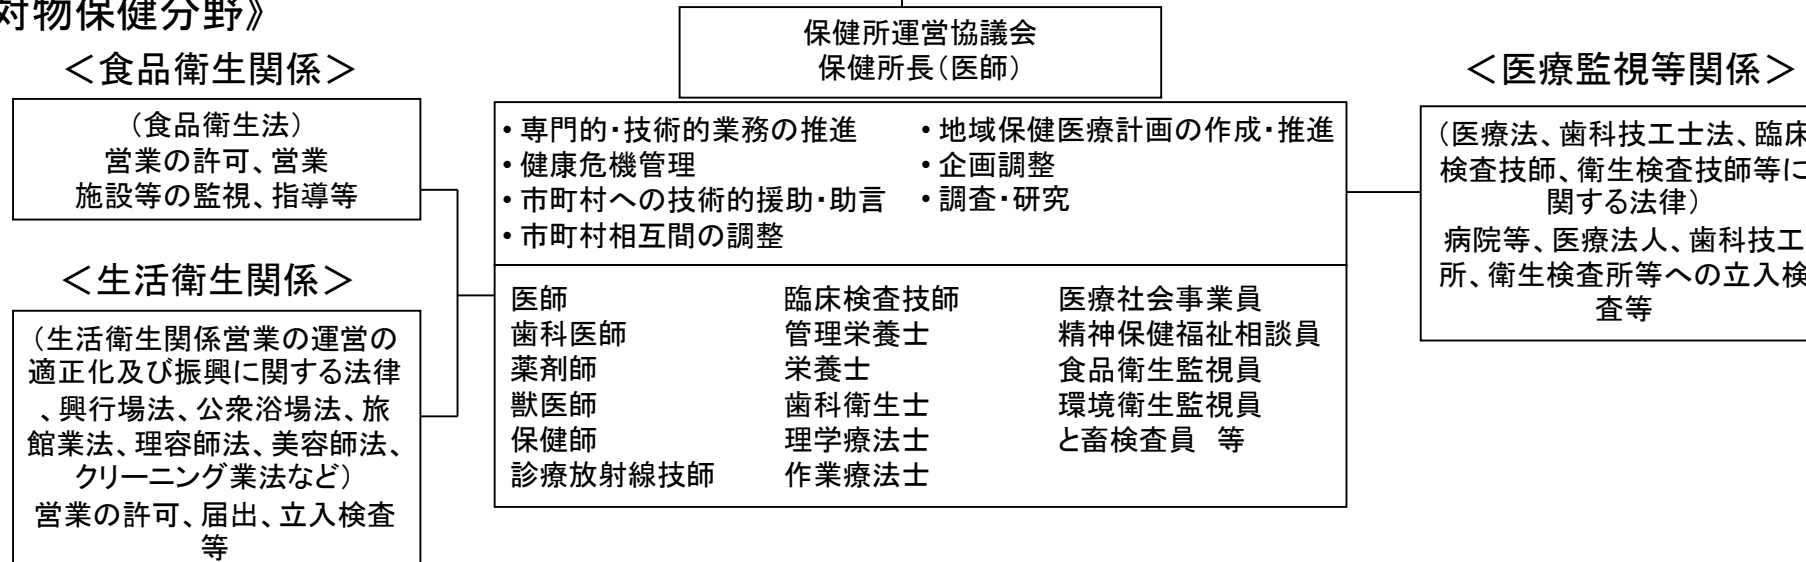 対物保健分野》
＜食品衛生関係＞
（食品衛生法）
営業の許可、営業
施設等の監視、指導等
＜生活衛生関係＞
（生活衛生関係営業の運営の
適正化及び振興に関する法律
、興行場法、公衆浴場法、旅
館業法、理容師法、美容師法、
クリーニング業法など）
営業の許可、届出、立入検査
等
保健所運営協議会
保健所長（医師）
・専門的・技術的業務の推進
・健康危機管理
・市町村への技術的援助・助言
・市町村相互間の調整
・地域保健医療計画の作成・推進
・企画調整
・調査・研究
医師
歯科医師
薬剤師
獣医師
保健師
診療放射線技師
臨床検査技師
管理栄養士
栄養士
歯科衛生士
理学療法士
作業療法士
医療社会事業員
精神保健福祉相談員
食品衛生監視員
環境衛生監視員
と畜検査員　等
＜医療監視等関係＞
（医療法、歯科技工士法、臨床
検査技師、衛生検査技師等に
関する法律）
病院等、医療法人、歯科技工
所、衛生検査所等への立入検
査等